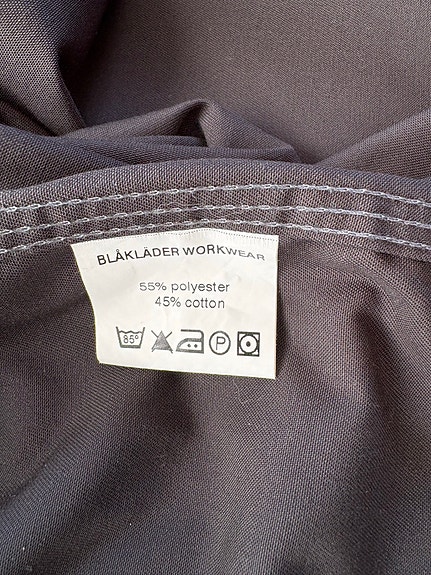 BLÅKLÄDER WORKWEAR
55% polyester
45% cotton
85° P